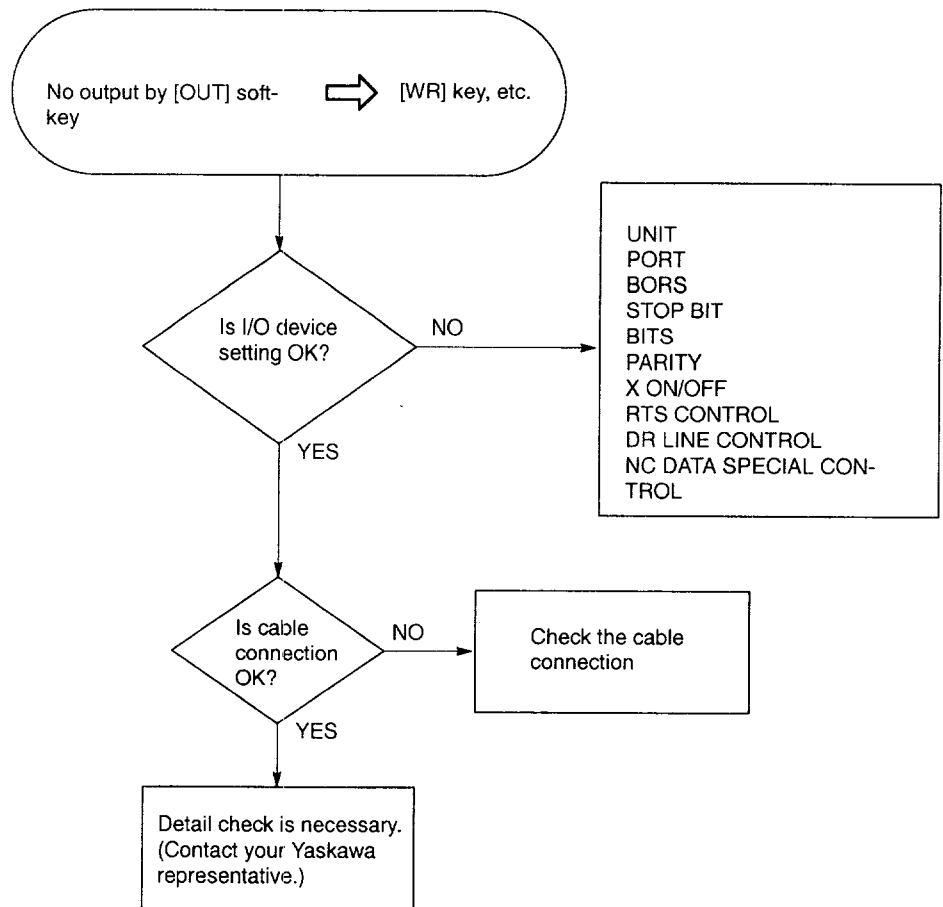 No output by [OUT] soft-
key
[WR] key, etc.
Is I/O device
setting OK?
NO
UNIT
PORT
BORS
STOP BIT
BITS
PARITY
X ON/OFF
RTS CONTROL
DR LINE CONTROL
NC DATA SPECIAL CON-
TROL
YES
Is cable
connection
OK?
NO
Check the cable
connection
YES
Detail check is necessary.
(Contact your Yaskawa
representative.)